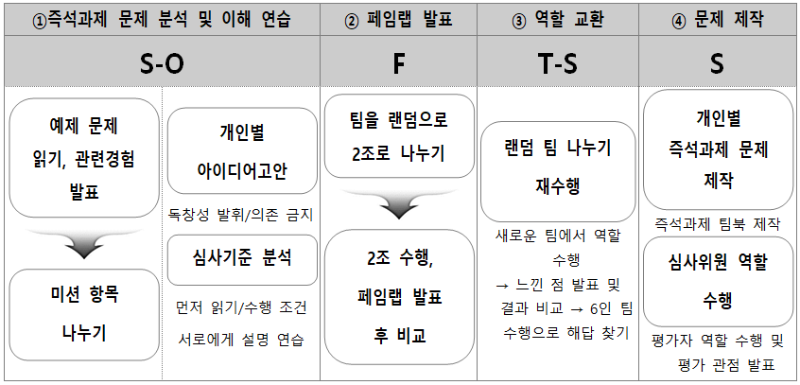 ①즉석과제 문제 분석 및 이해 연습
② 페임랩 발표
③ 역할 교환
④ 문제 제작
S-O
F
T-S
S
예제 문제
읽기, 관련경험
발표
미션 항목
나누기
개인별
아이디어고안
독창성 발휘/의존 금지
심사기준 분석
먼저 읽기/수행 조건
서로에게 설명 연습
팀을 랜덤으로
2조로 나누기
2조 수행,
페임랩 발표
후 비교
랜덤 팀 나누기
재수행
새로운 팀에서 역할
수행
→ 느낀 점 발표 및
결과 비교 → 6인 팀
수행으로 해답 찾기
개인별
즉석과제 문제
제작
즉석과제 팀북 제작
심사위원 역할
수행
평가자 역할 수행 및
평가 관점 발표